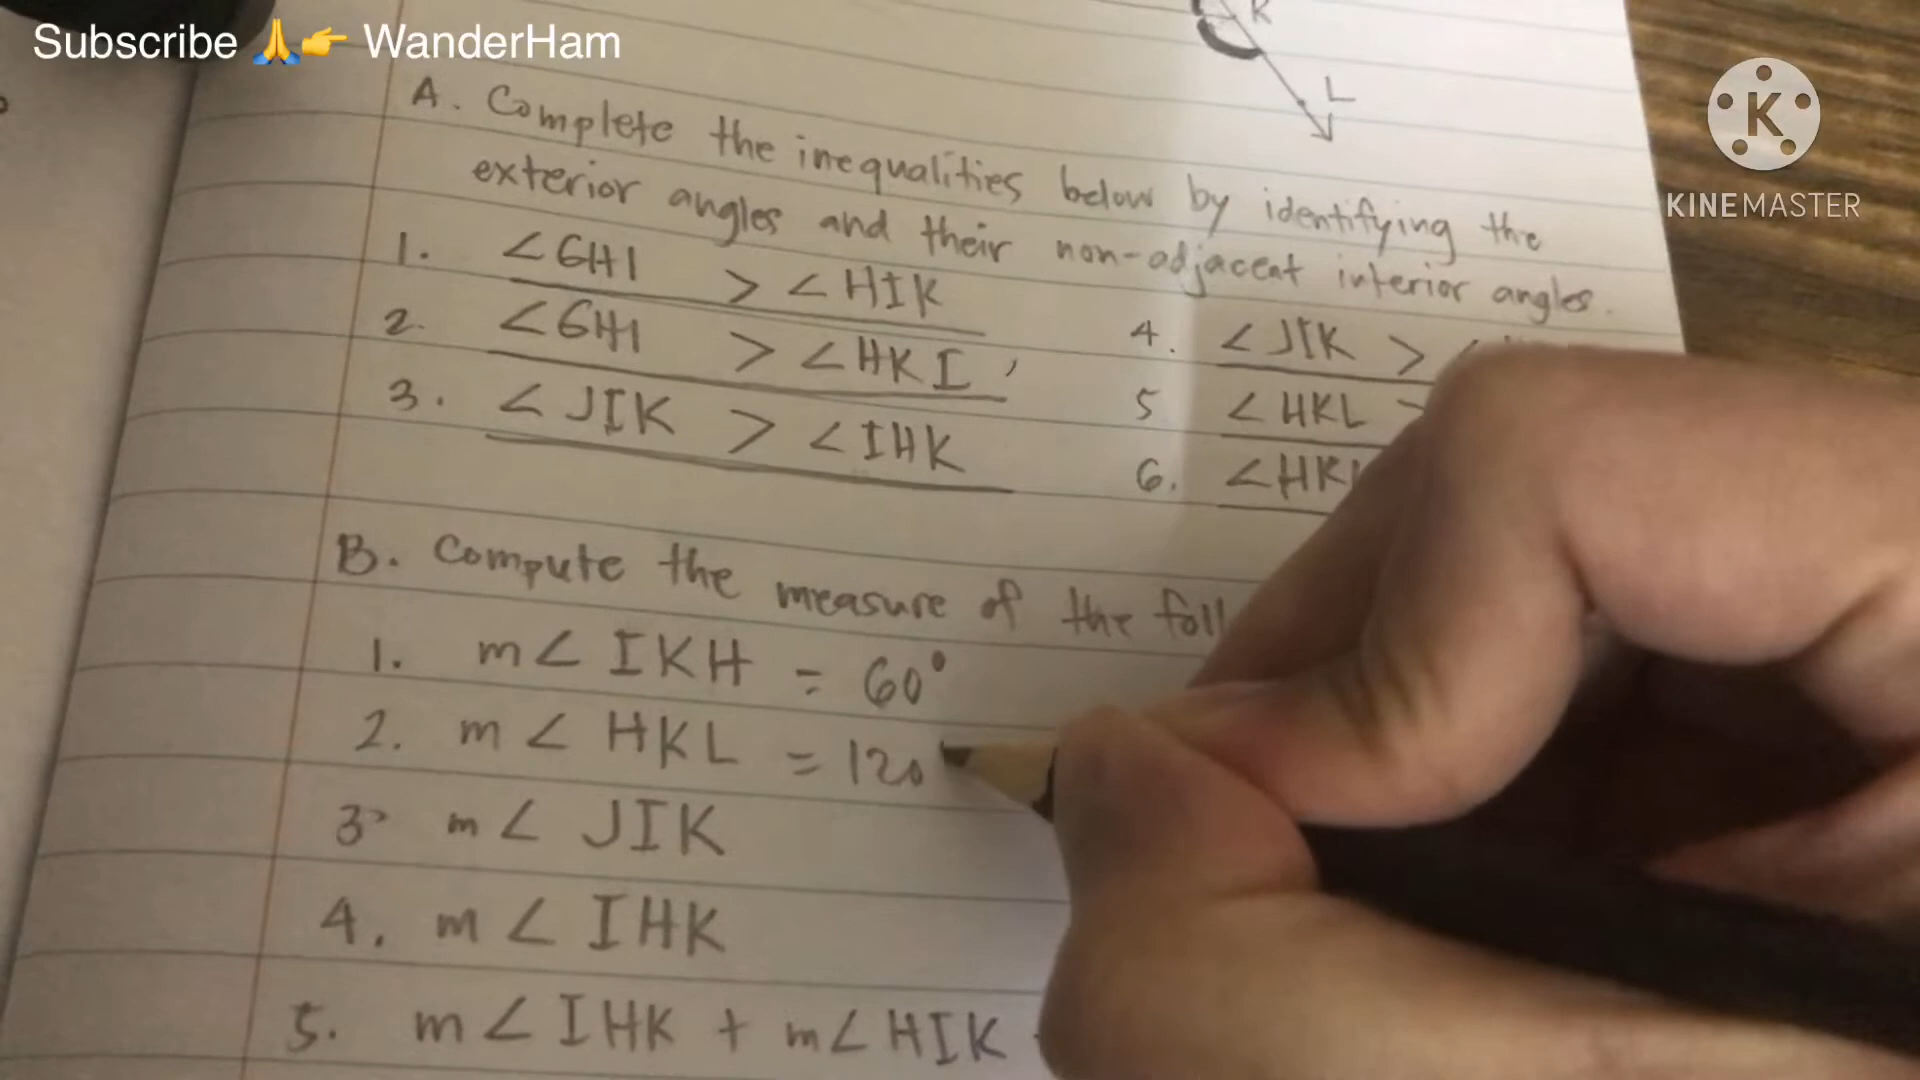 Subscribe 🙏👉 WanderHam
K
L
K
KINEMASTER
A. Complete the inequalities below by identifying the
exterior angles and their non-adjacent interior angles.
1. ∠GHI > ∠HIK
2. ∠GHI > ∠HKI
3. ∠JIK > ∠IHK
4. ∠JIK >
5 ∠HKL >
6. ∠HKL
B. Compute the measure of the foll
1. m∠IKH = 60°
2. m∠HKL = 120
3. m∠JIK
4. m∠IHK
5. m∠IHK + m∠HIK